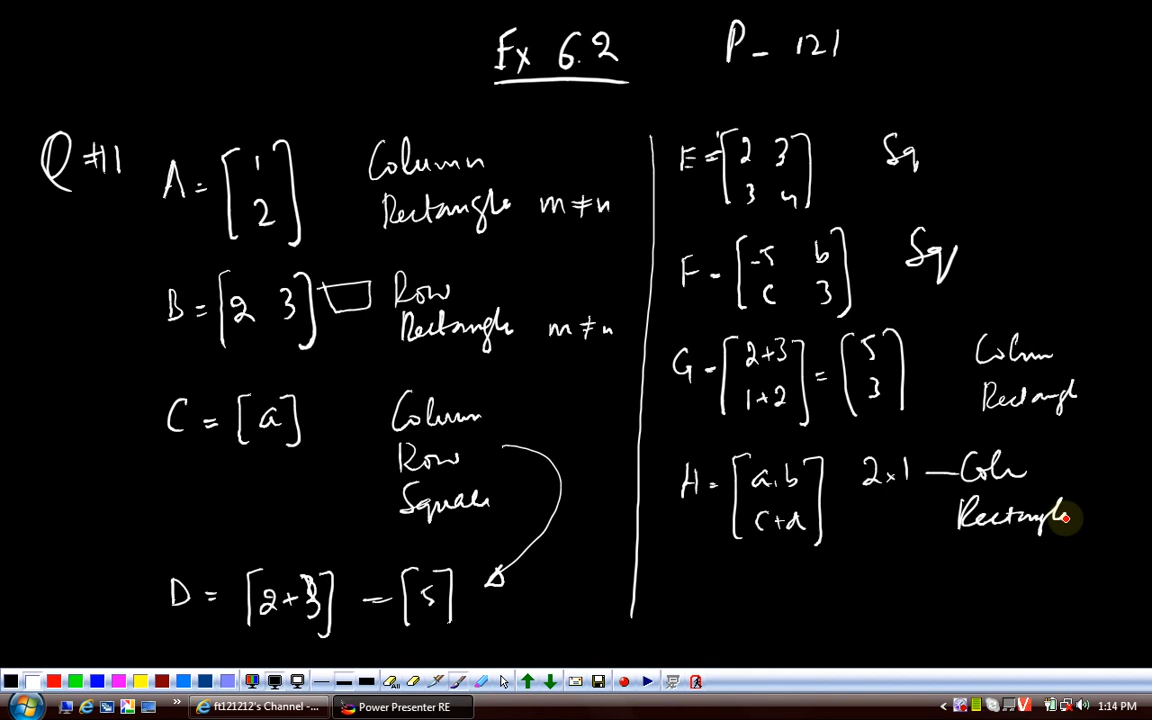 Ex 6.2 P - 121
Q #1
A = [1 2] Column
Rectangle m ≠ n
B = [2 3] Row
Rectangle m ≠ n
C = [a] Column
Row
Square
D = [2+3] = [5]
E = [2 3 3 4] Sq
F = [-5 b c 3] Sq
G = [2+3 1+2] = [5 3] Colum
Rectangl
H = [a.b c+d] 2×1 — Colu
Rectangle
ft121212's Channel -...
Power Presenter RE
1:14 PM